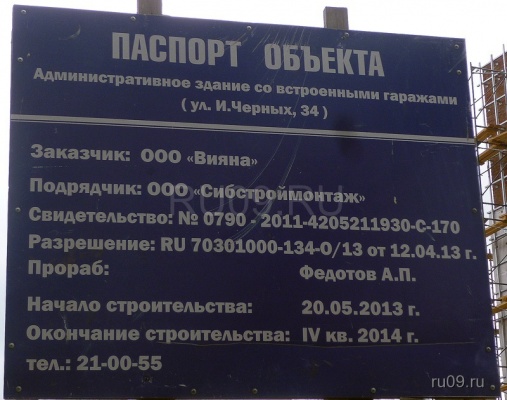 ПАСПОРТ ОБЪЕКТА
Административное здание со встроенными гаражами
( ул. И.Черных, 34 )
Заказчик: ООО «Вияна»
Подрядчик: ООО «Сибстроймонтаж»
RU09.RU
Свидетельство: № 0790 - 2011-4205211930-С-170
Разрешение: RU 70301000-134-О/13 от 12.04.13 г.
Прораб: Федотов А.П.
Начало строительства: 20.05.2013 г.
Окончание строительства: IV кв. 2014 г.
тел.: 21-00-55
ru09.ru